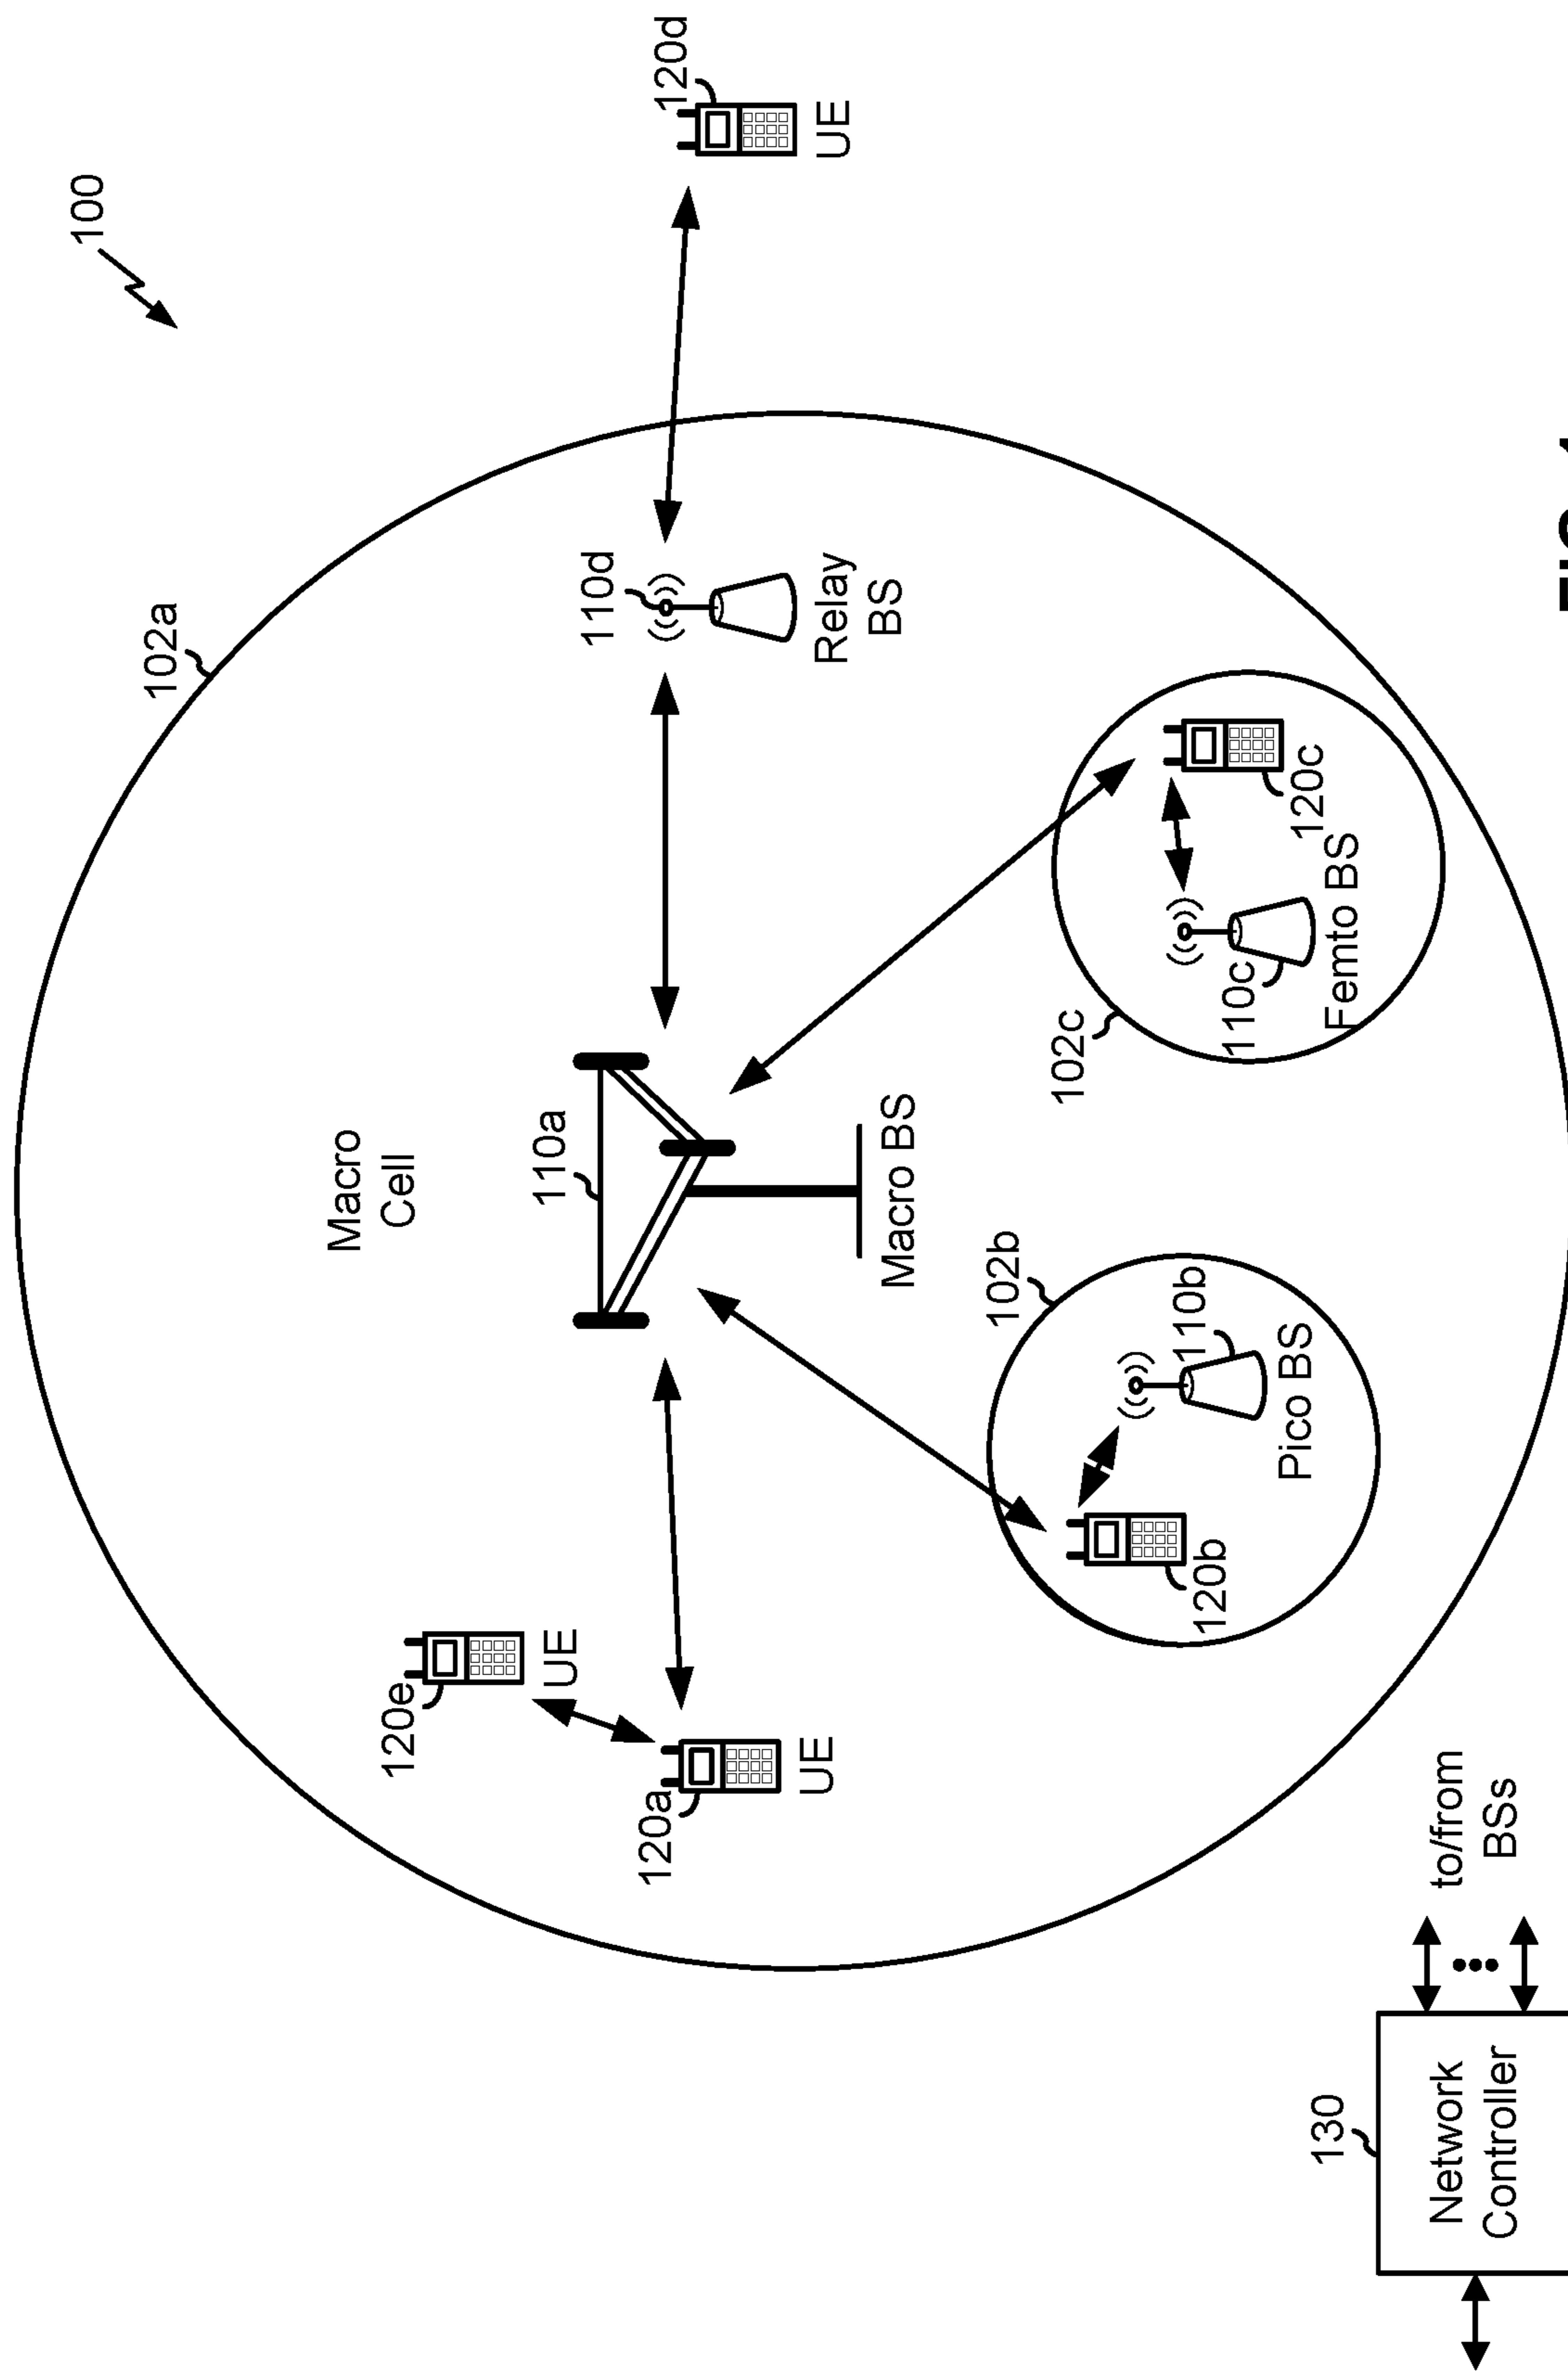 100
102a
Macro
Cell
120e
UE
110a
110d
120d
120a
UE
Macro BS
Relay
BS
UE
102b
102c
110b
120b
Pico BS
110c
120c
Femto BS
130
Network
Controller
to/from
BSs